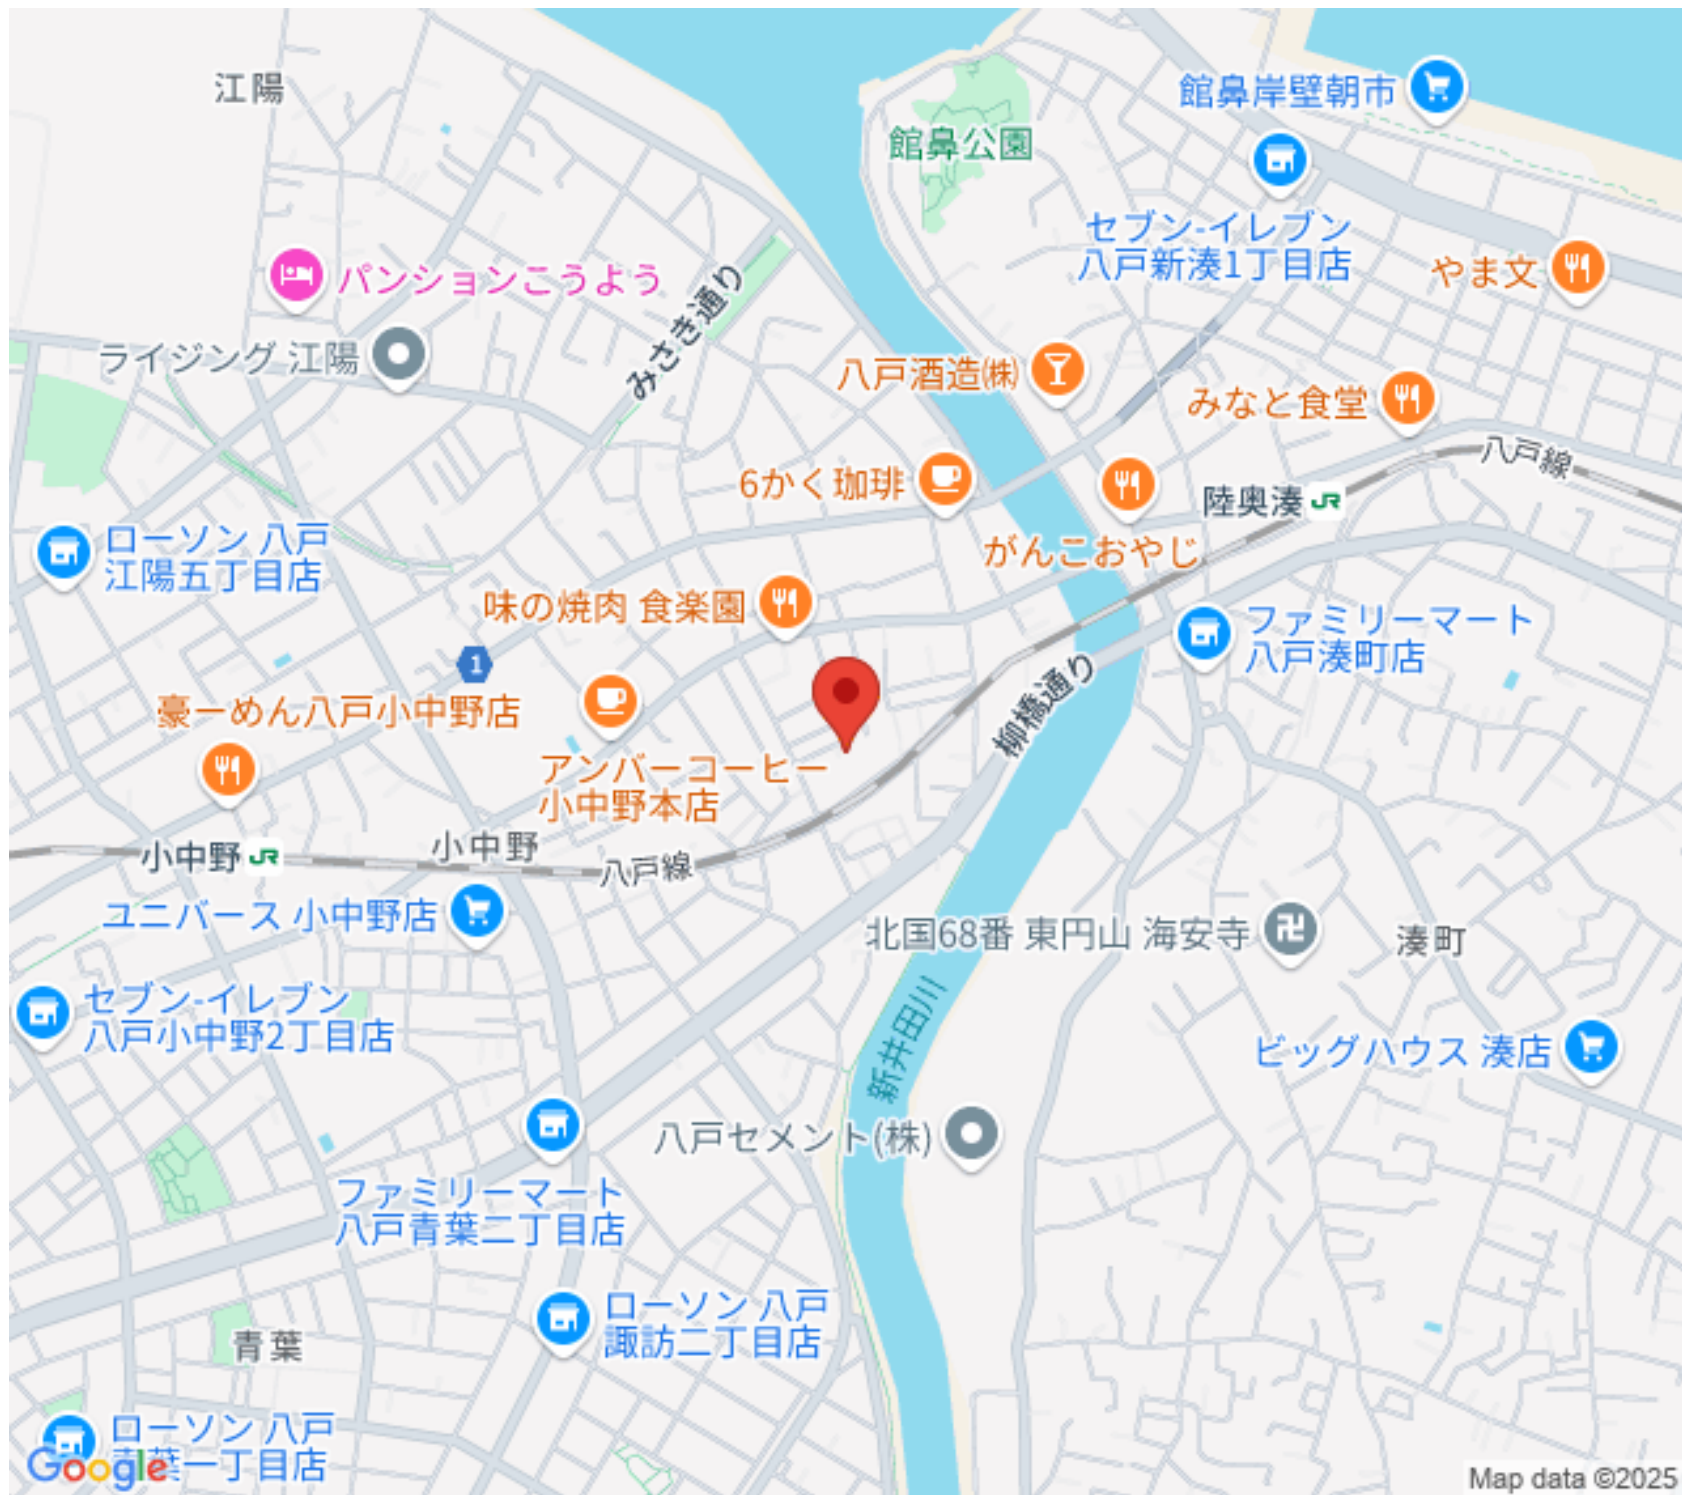 江陽
館鼻岸壁朝市
館鼻公園
セブン-イレブン
八戸新湊1丁目店
やま文
パンションこうよう
みさき通り
ライジング 江陽
八戸酒造㈱
みなと食堂
八戸線
6かく珈琲
陸奥湊
JR
がんこおやじ
ローソン 八戸
江陽五丁目店
味の焼肉 食楽園
ファミリーマート
八戸湊町店
1
豪ーめん八戸小中野店
柳橋通り
アンバーコーヒー
小中野本店
小中野
JR
小中野
八戸線
ユニバース 小中野店
北国68番 東円山 海安寺
湊町
セブン-イレブン
八戸小中野2丁目店
新井田川
ビッグハウス 湊店
八戸セメント(株)
ファミリーマート
八戸青葉二丁目店
ローソン 八戸
諏訪二丁目店
青葉
ローソン 八戸
青葉一丁目店
Google
Map data ©2025